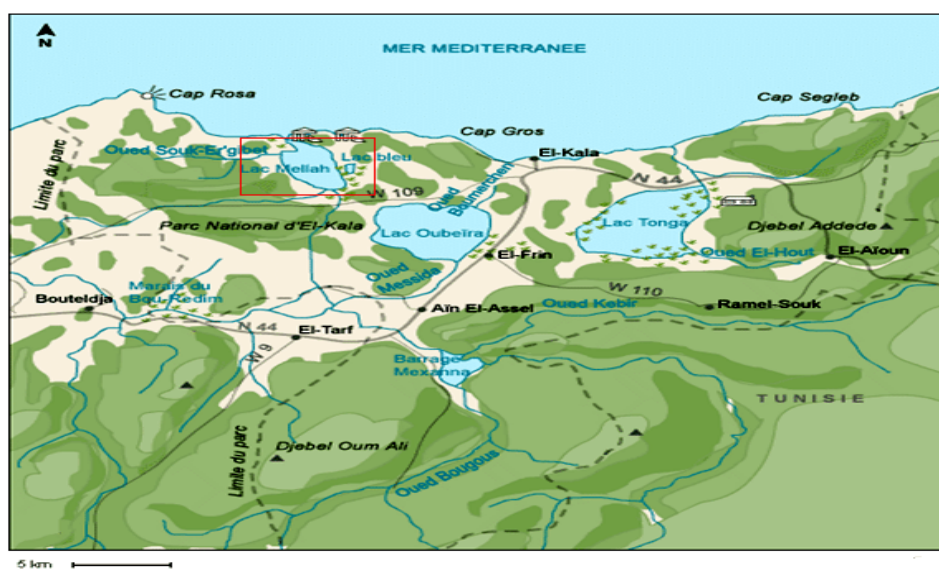 N
MER MEDITERRANEE
Cap Rosa
Cap Segleb
Cap Gros
Oued Souk-Er'gibet
Lac bleu
El-Kala
Lac Mellah
Limite du parc
W 109
Oued Boumerchen
N 44
Parc National d'El-Kala
Lac Oubeïra
Lac Tonga
Djebel Addede
El-Frin
Oued El-Hout
El-Aïoun
Oued Messida
Marais du
Bou-Redim
Bouteldja
W 110
Oued Kebir
Ramel-Souk
Aïn El-Assel
N 44
El-Tarf
W 9
Barrage
Mexanna
TUNISIE
Limite du parc
Djebel Oum Ali
Oued Bougous
5 km